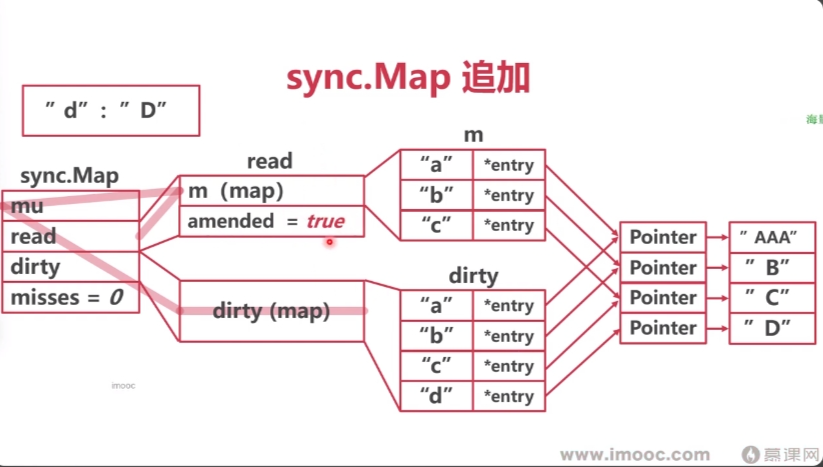 sync.Map 追加
” d” : ” D”
sync.Map
mu
read
dirty
misses = 0
read
m（map）
amended = true
dirty (map)
m
“a” *entry
“b” *entry
“c” *entry
dirty
“a” *entry
“b” *entry
“c” *entry
“d” *entry
Pointer ” AAA”
Pointer ” B”
Pointer ” C”
Pointer ” D”
imooc
www.imooc.com 慕课网